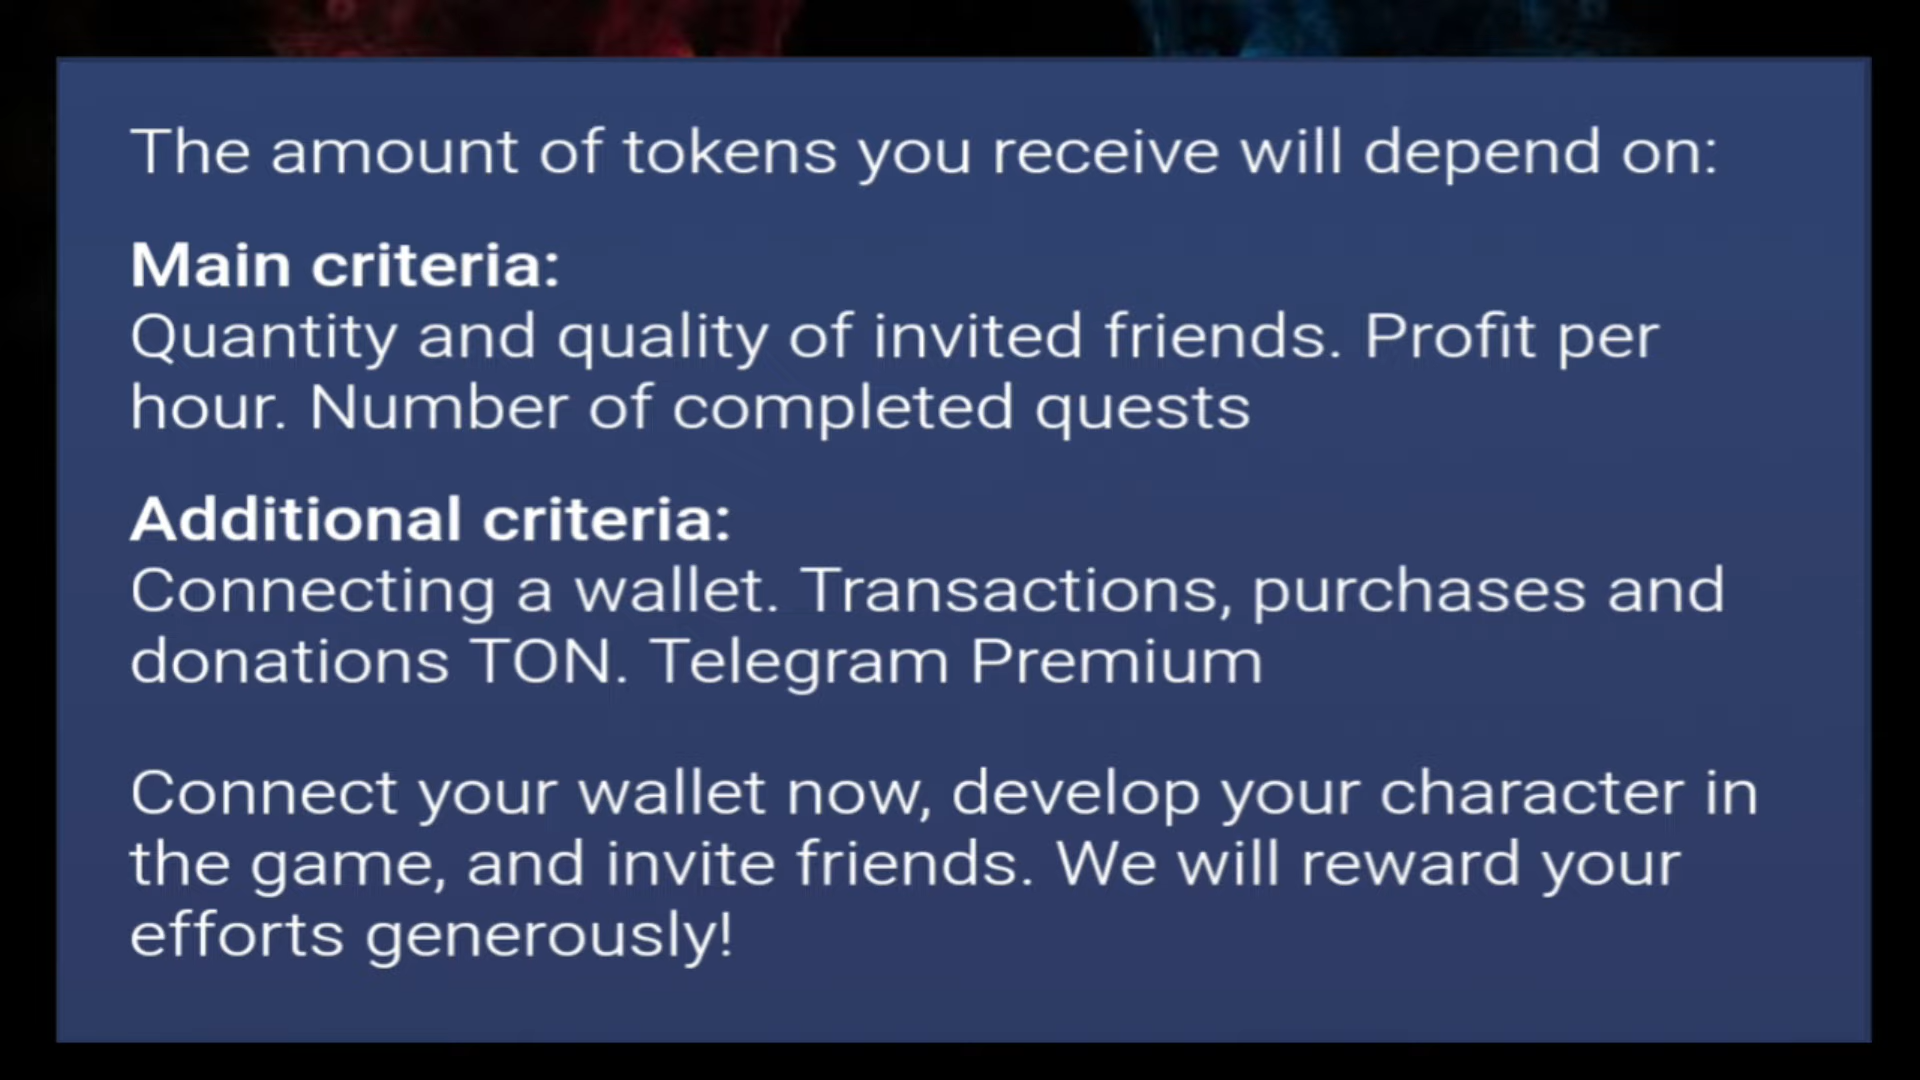 The amount of tokens you receive will depend on:
Main criteria:
Quantity and quality of invited friends. Profit per
hour. Number of completed quests
Additional criteria:
Connecting a wallet. Transactions, purchases and
donations TON. Telegram Premium
Connect your wallet now, develop your character in
the game, and invite friends. We will reward your
efforts generously!